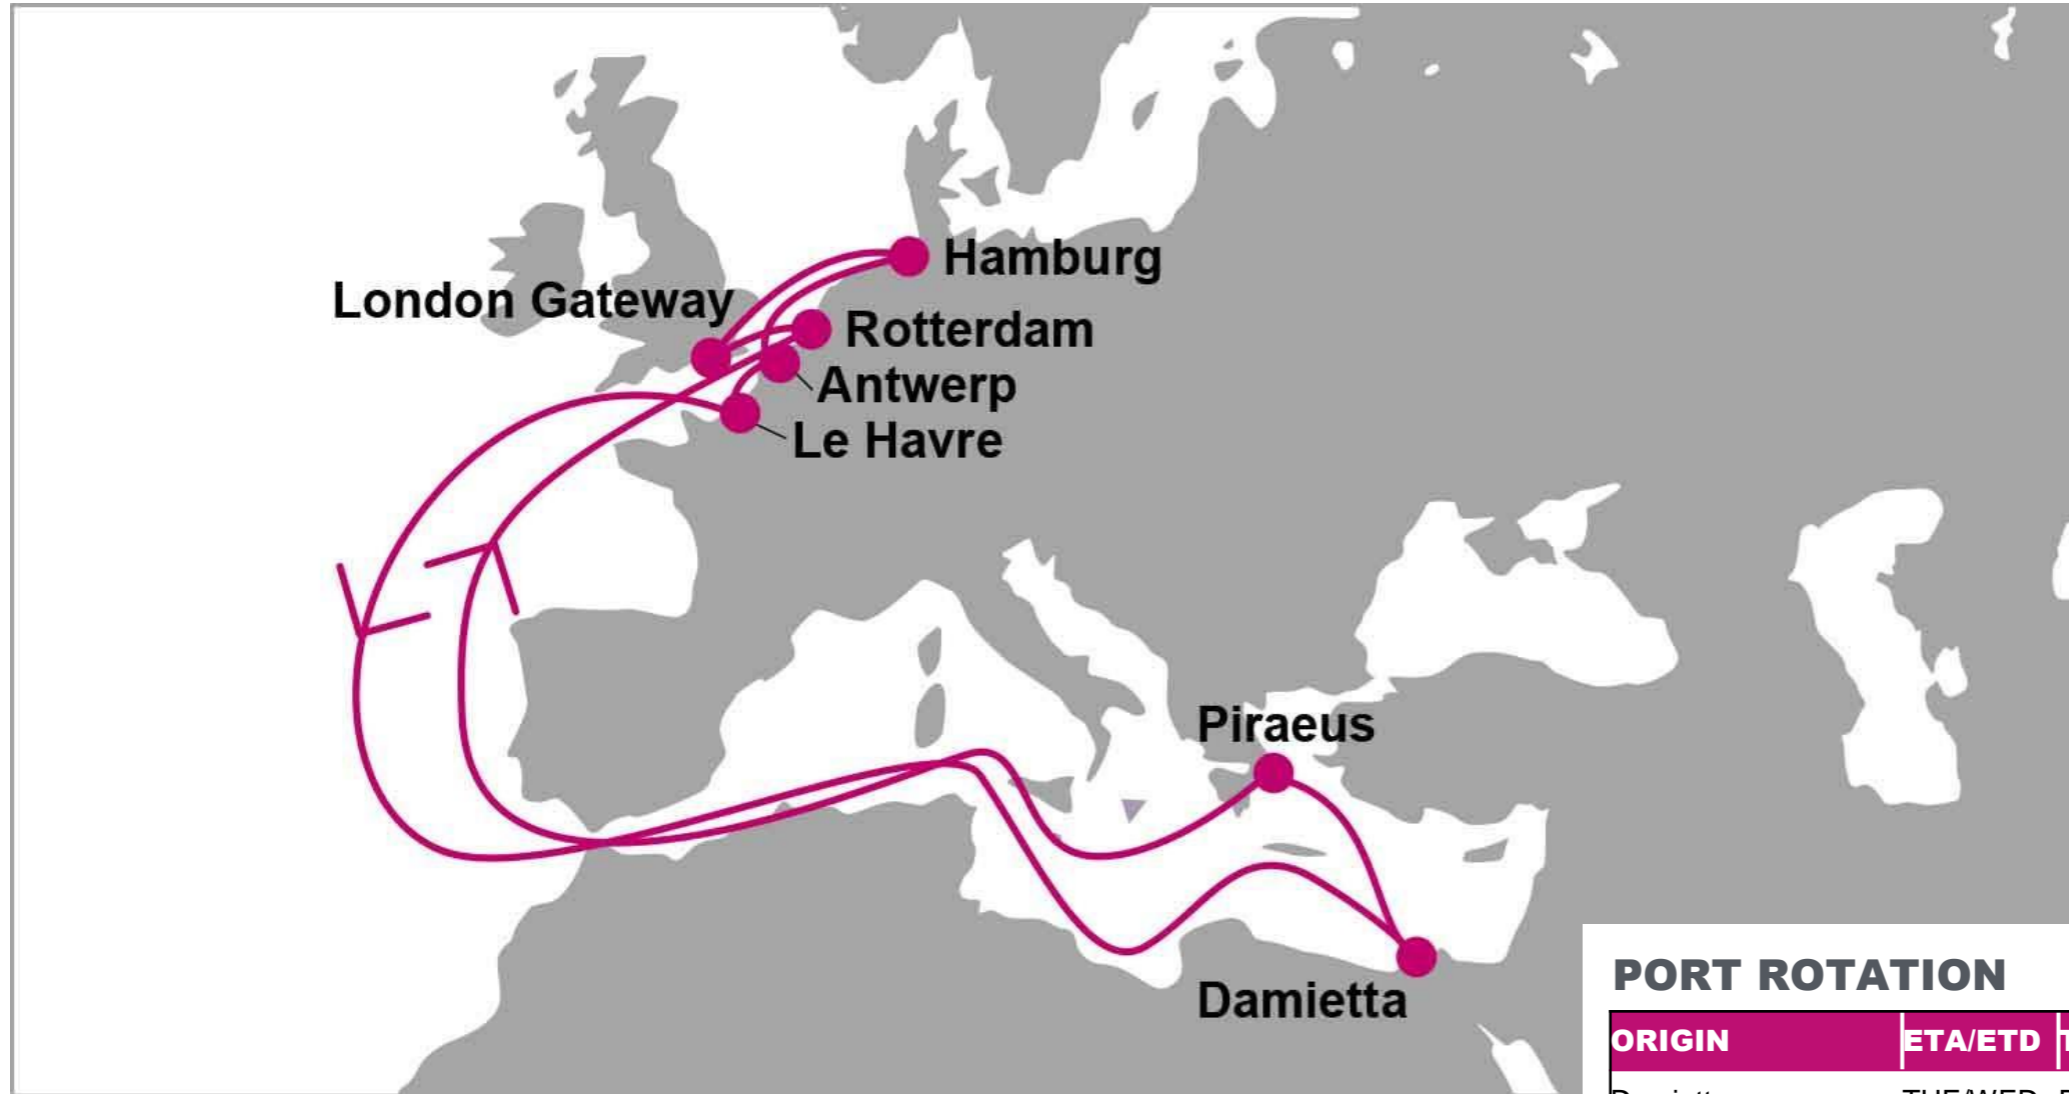 Hamburg
London Gateway
Rotterdam
Antwerp
Le Havre
Piraeus
Damietta
PORT ROTATION
ORIGIN ETA/ETD